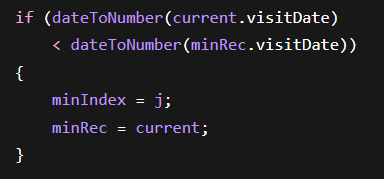 if (dateToNumber(current.visitDate)
    < dateToNumber(minRec.visitDate))
{
    minIndex = j;
    minRec = current;
}